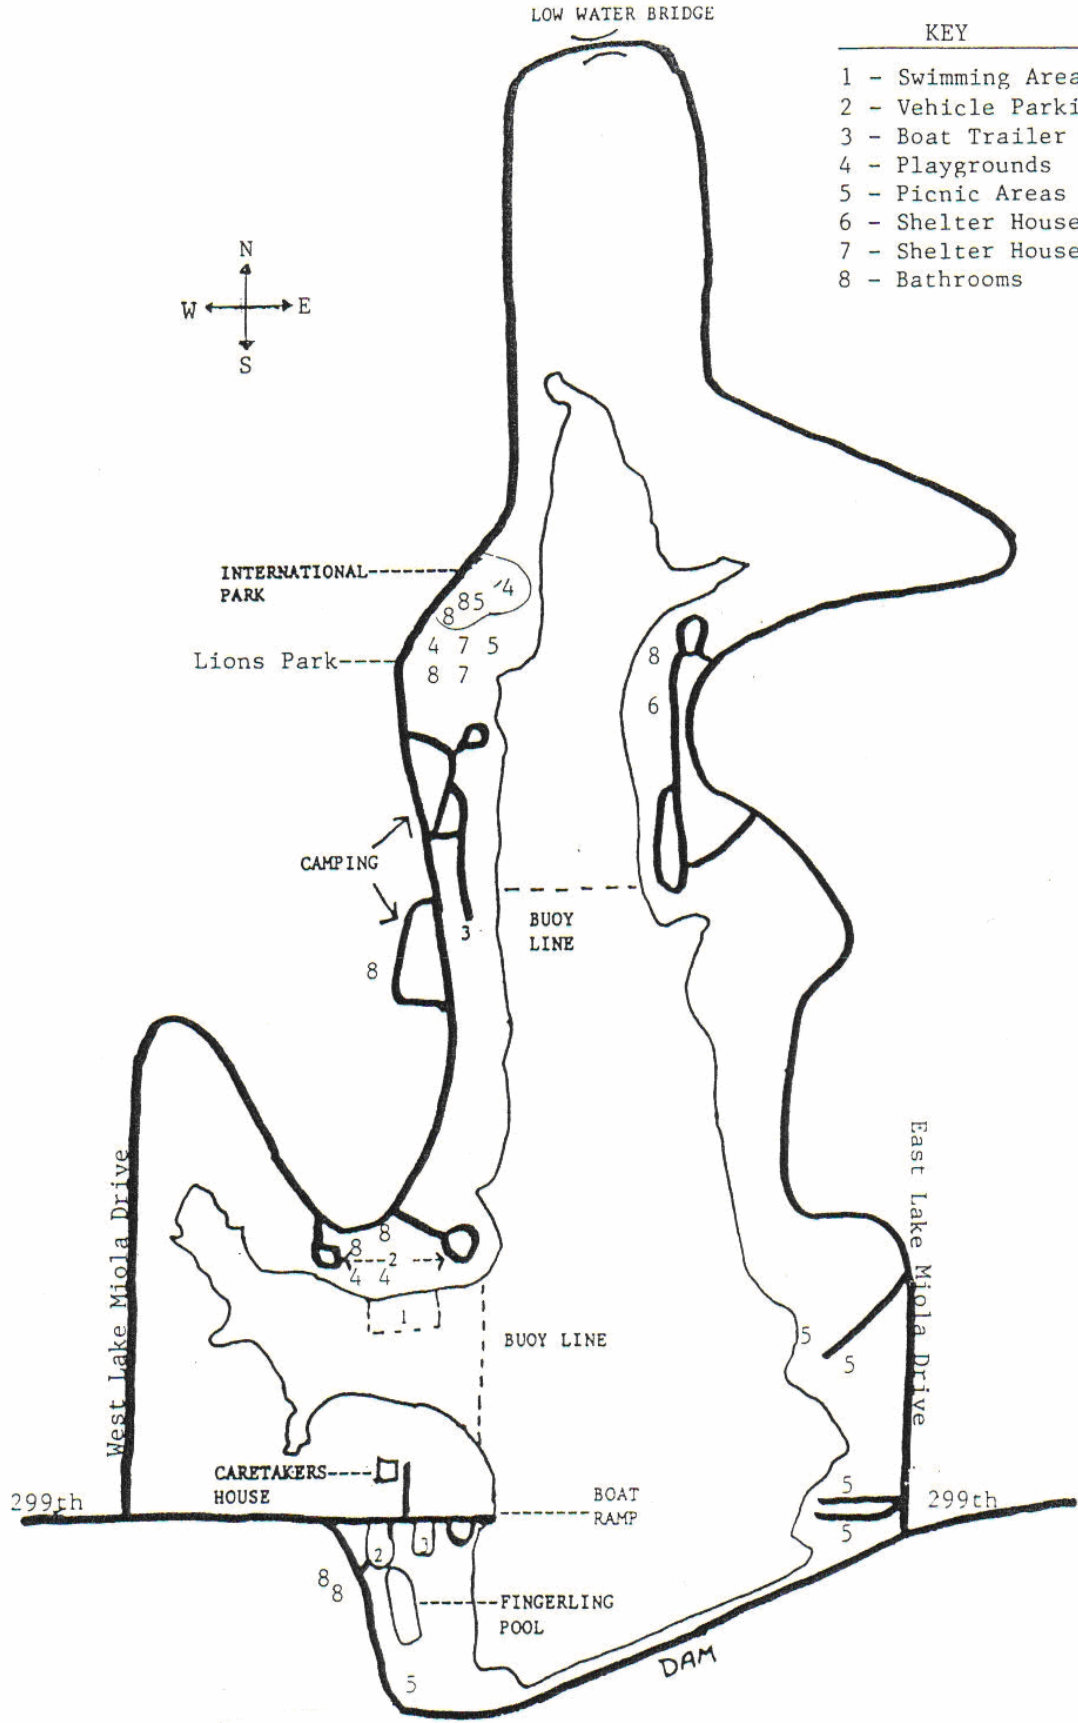 LOW WATER BRIDGE
KEY
1 - Swimming Area
2 - Vehicle Parki
3 - Boat Trailer
4 - Playgrounds
5 - Picnic Areas
6 - Shelter House
7 - Shelter House
8 - Bathrooms
N
W E
S
INTERNATIONAL
PARK
4
8 5
8
4 7 5
Lions Park
8 7
8
6
CAMPING
BUOY
LINE
3
8
West Lake Miola Drive
East Lake Miola Drive
8
8 2
4 4
1
BUOY LINE
5
5
CARETAKERS
HOUSE
299th
BOAT
RAMP
5
299th
5
2 3
8
8
FINGERLING
POOL
DAM
5